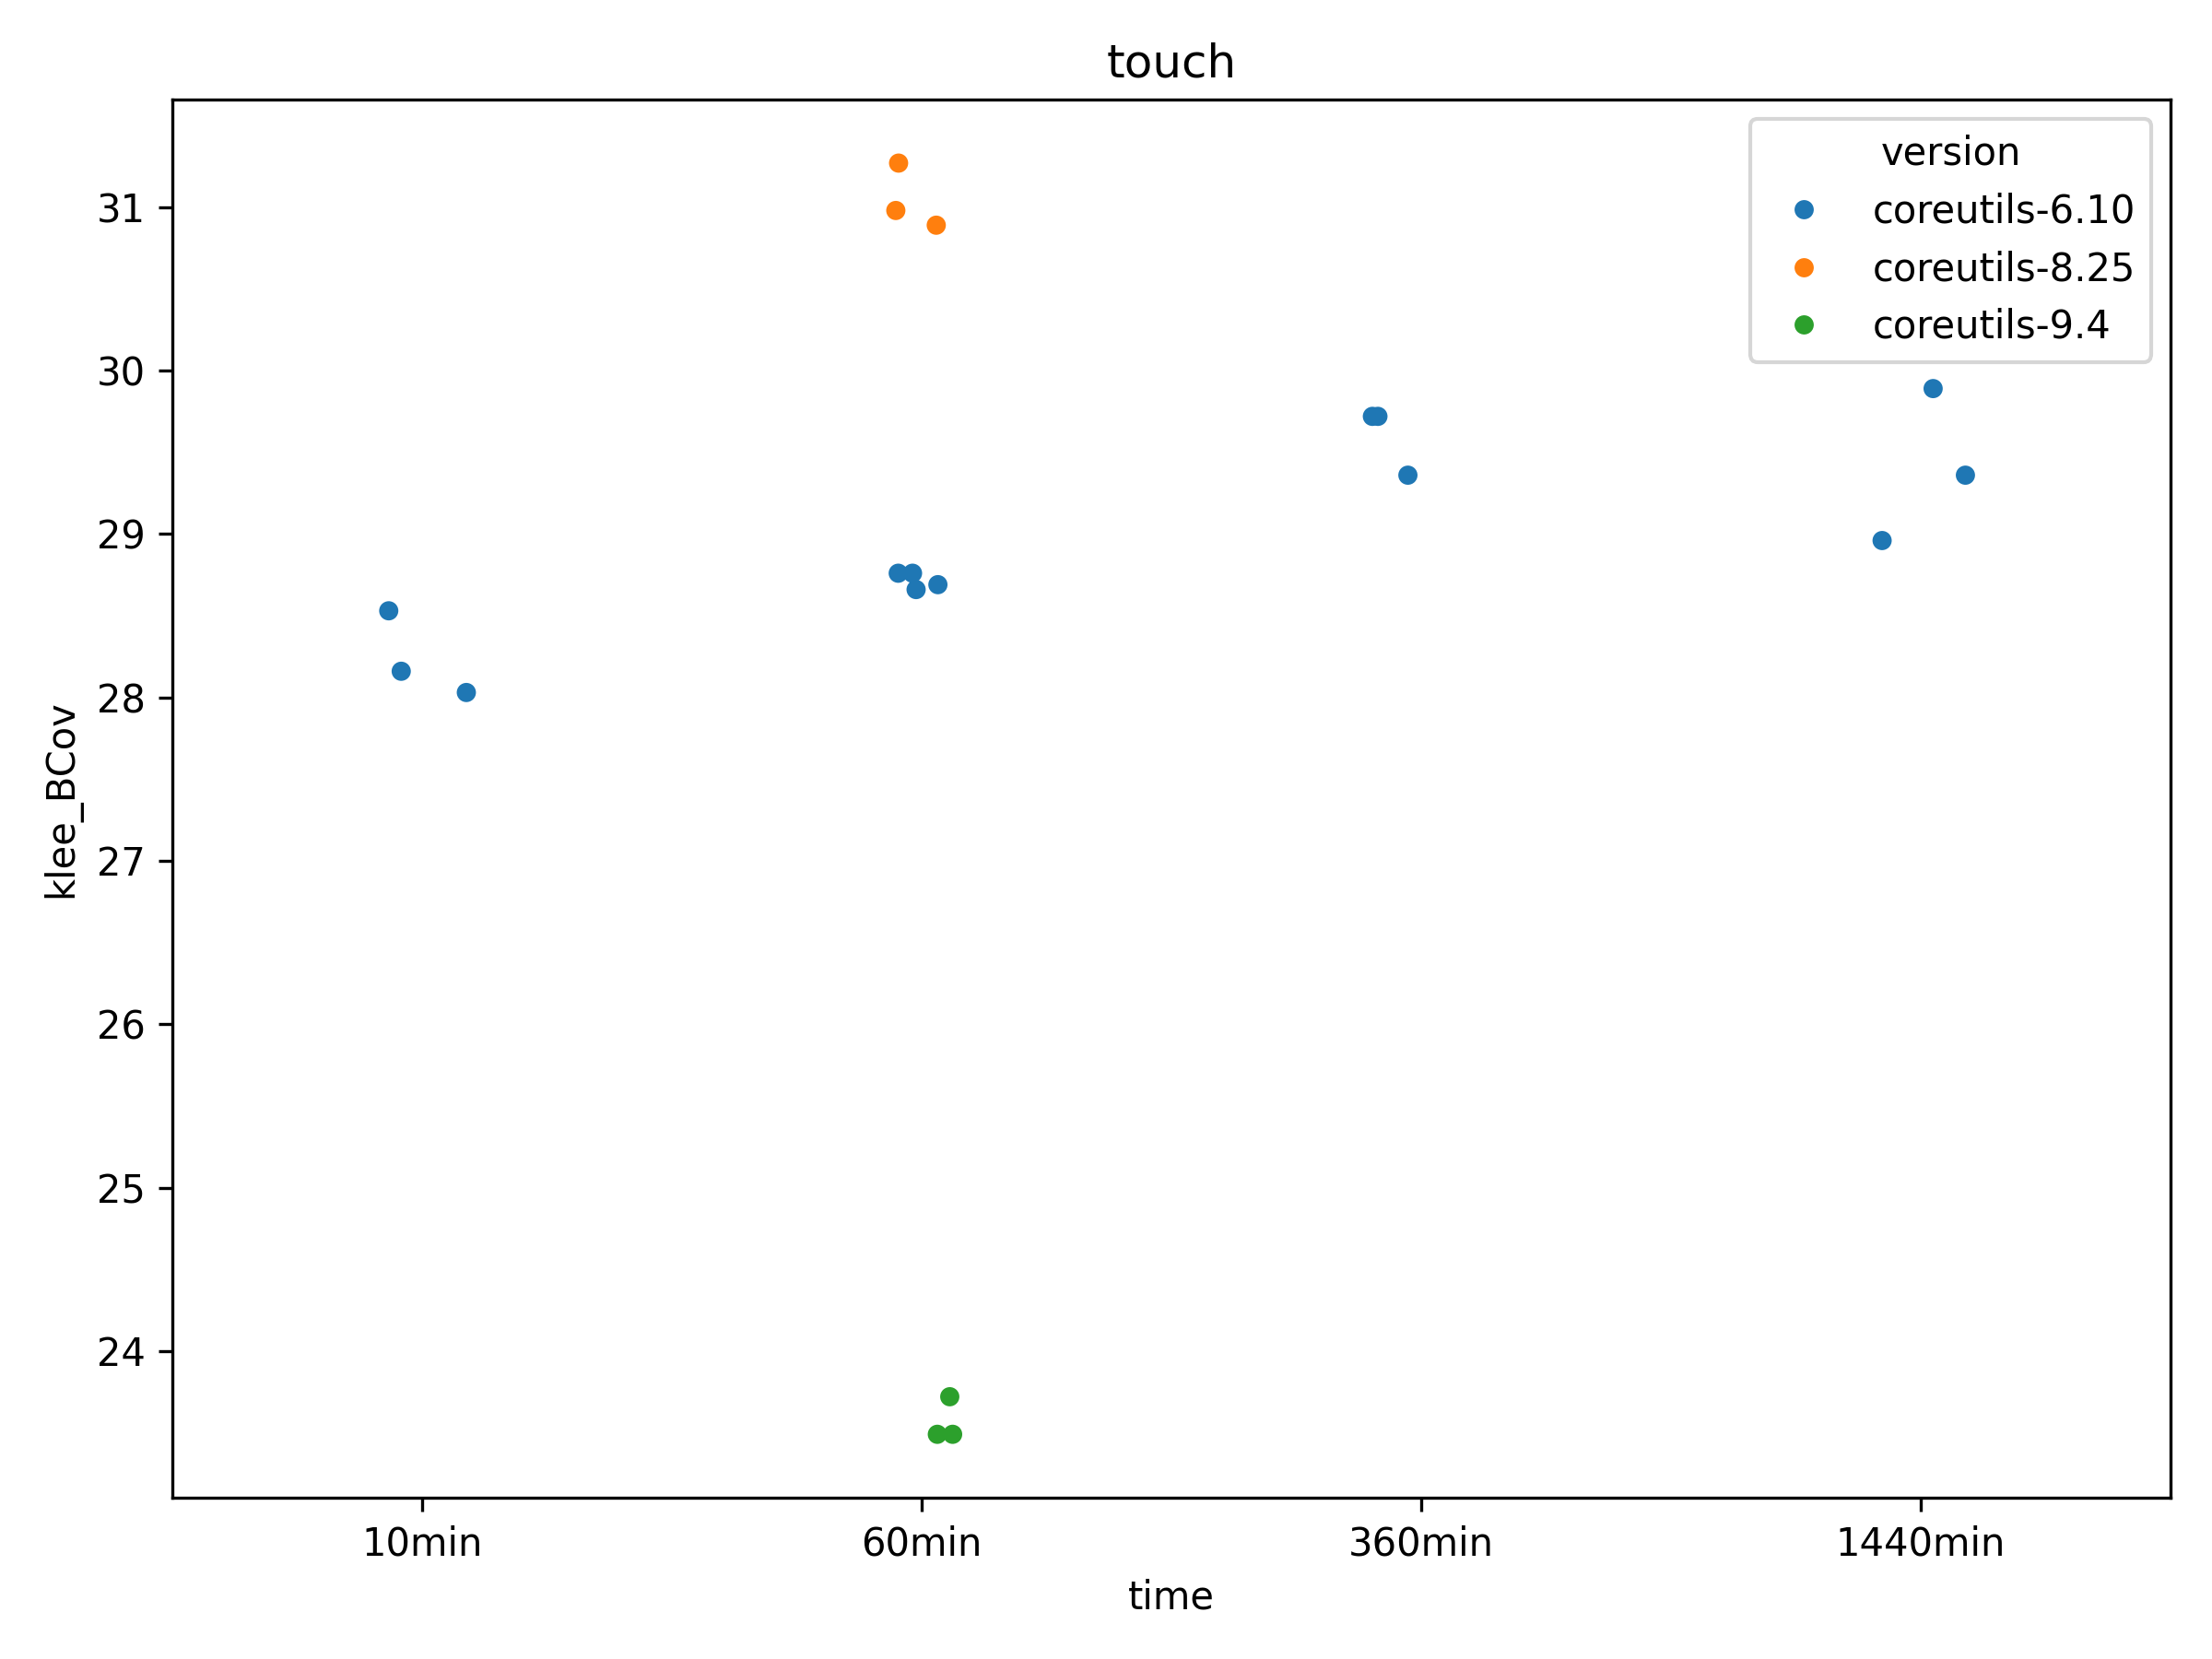 touch
version
coreutils-6.10
coreutils-8.25
coreutils-9.4
klee_BCov
31
30
29
28
27
26
25
24
10min
60min
360min
1440min
time